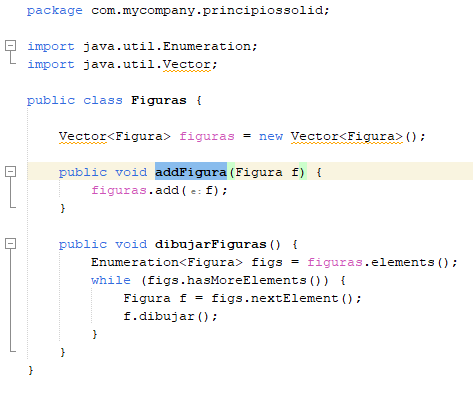 package com.mycompany.principiossolid;
import java.util.Enumeration;
import java.util.Vector;
public class Figuras {
Vector<Figura> figuras = new Vector<Figura>();
public void addFigura(Figura f) {
figuras.add( e: f);
}
public void dibujarFiguras() {
Enumeration<Figura> figs = figuras.elements();
while (figs.hasMoreElements()) {
Figura f = figs.nextElement();
f.dibujar();
}
}
}